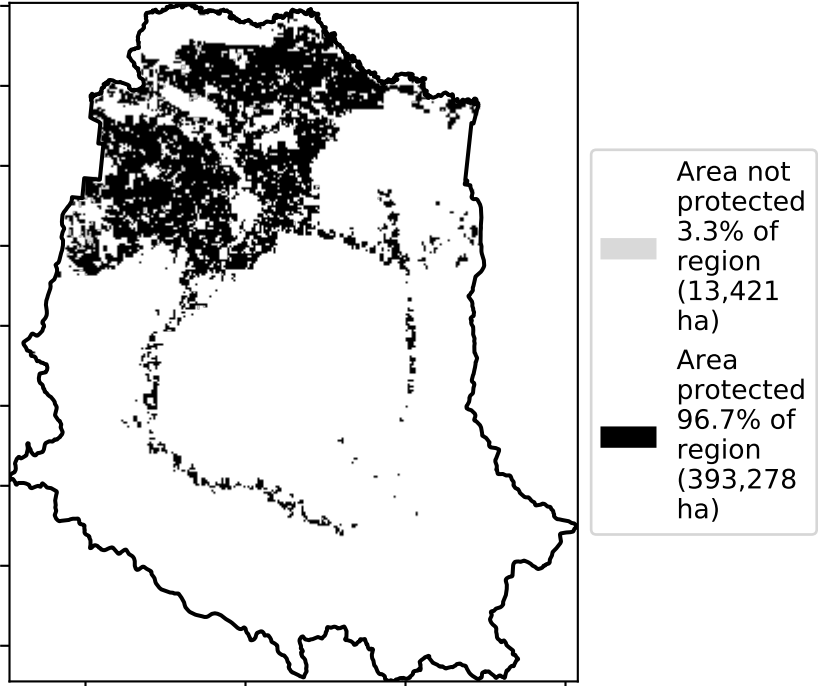 Area not
protected
3.3% of
region
(13,421
ha)
Area
protected
96.7% of
region
(393,278
ha)